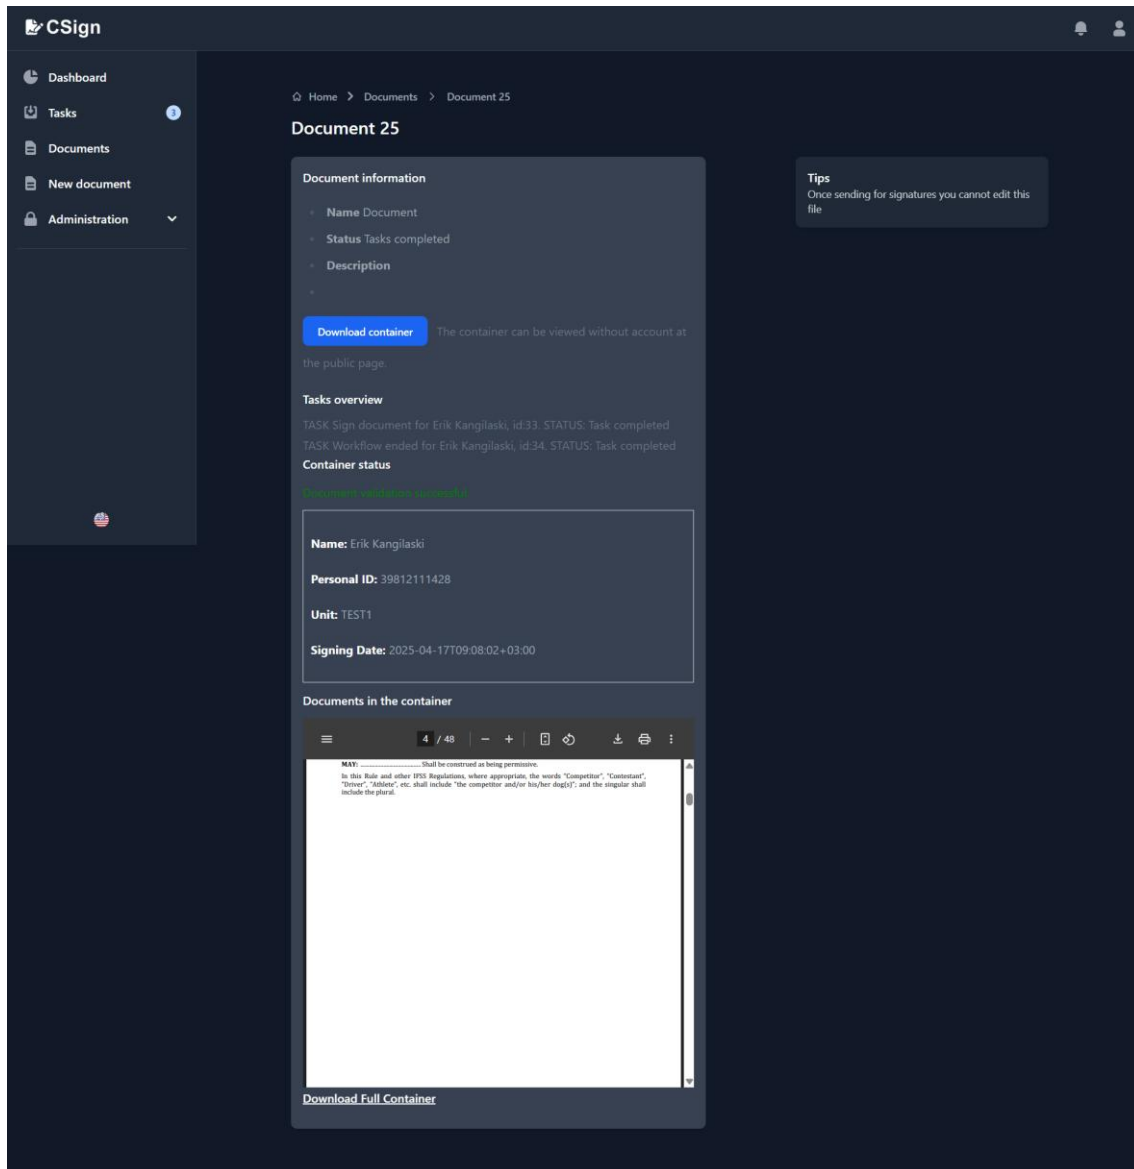 CSign
Dashboard
Tasks 3
Documents
New document
Administration
Home > Documents > Document 25
Document 25
Document information
Name Document
Status Tasks completed
Description
Download container The container can be viewed without account at
the public page.
Tasks overview
TASK Sign document for Erik Kangilaski, id:33. STATUS: Task completed
TASK Workflow ended for Erik Kangilaski, id:34. STATUS: Task completed
Container status
Document validation successful
Name: Erik Kangilaski
Personal ID: 39812111428
Unit: TEST1
Signing Date: 2025-04-17T09:08:02+03:00
Documents in the container
4 / 48
MAY: ................................ Shall be construed as being permissive.
In this Rule and other IFSS Regulations, where appropriate, the words "Competitor", "Contestant",
"Driver", "Athlete", etc. shall include "the competitor and/or his/her dog(s)"; and the singular shall
include the plural.
Download Full Container
Tips
Once sending for signatures you cannot edit this
file